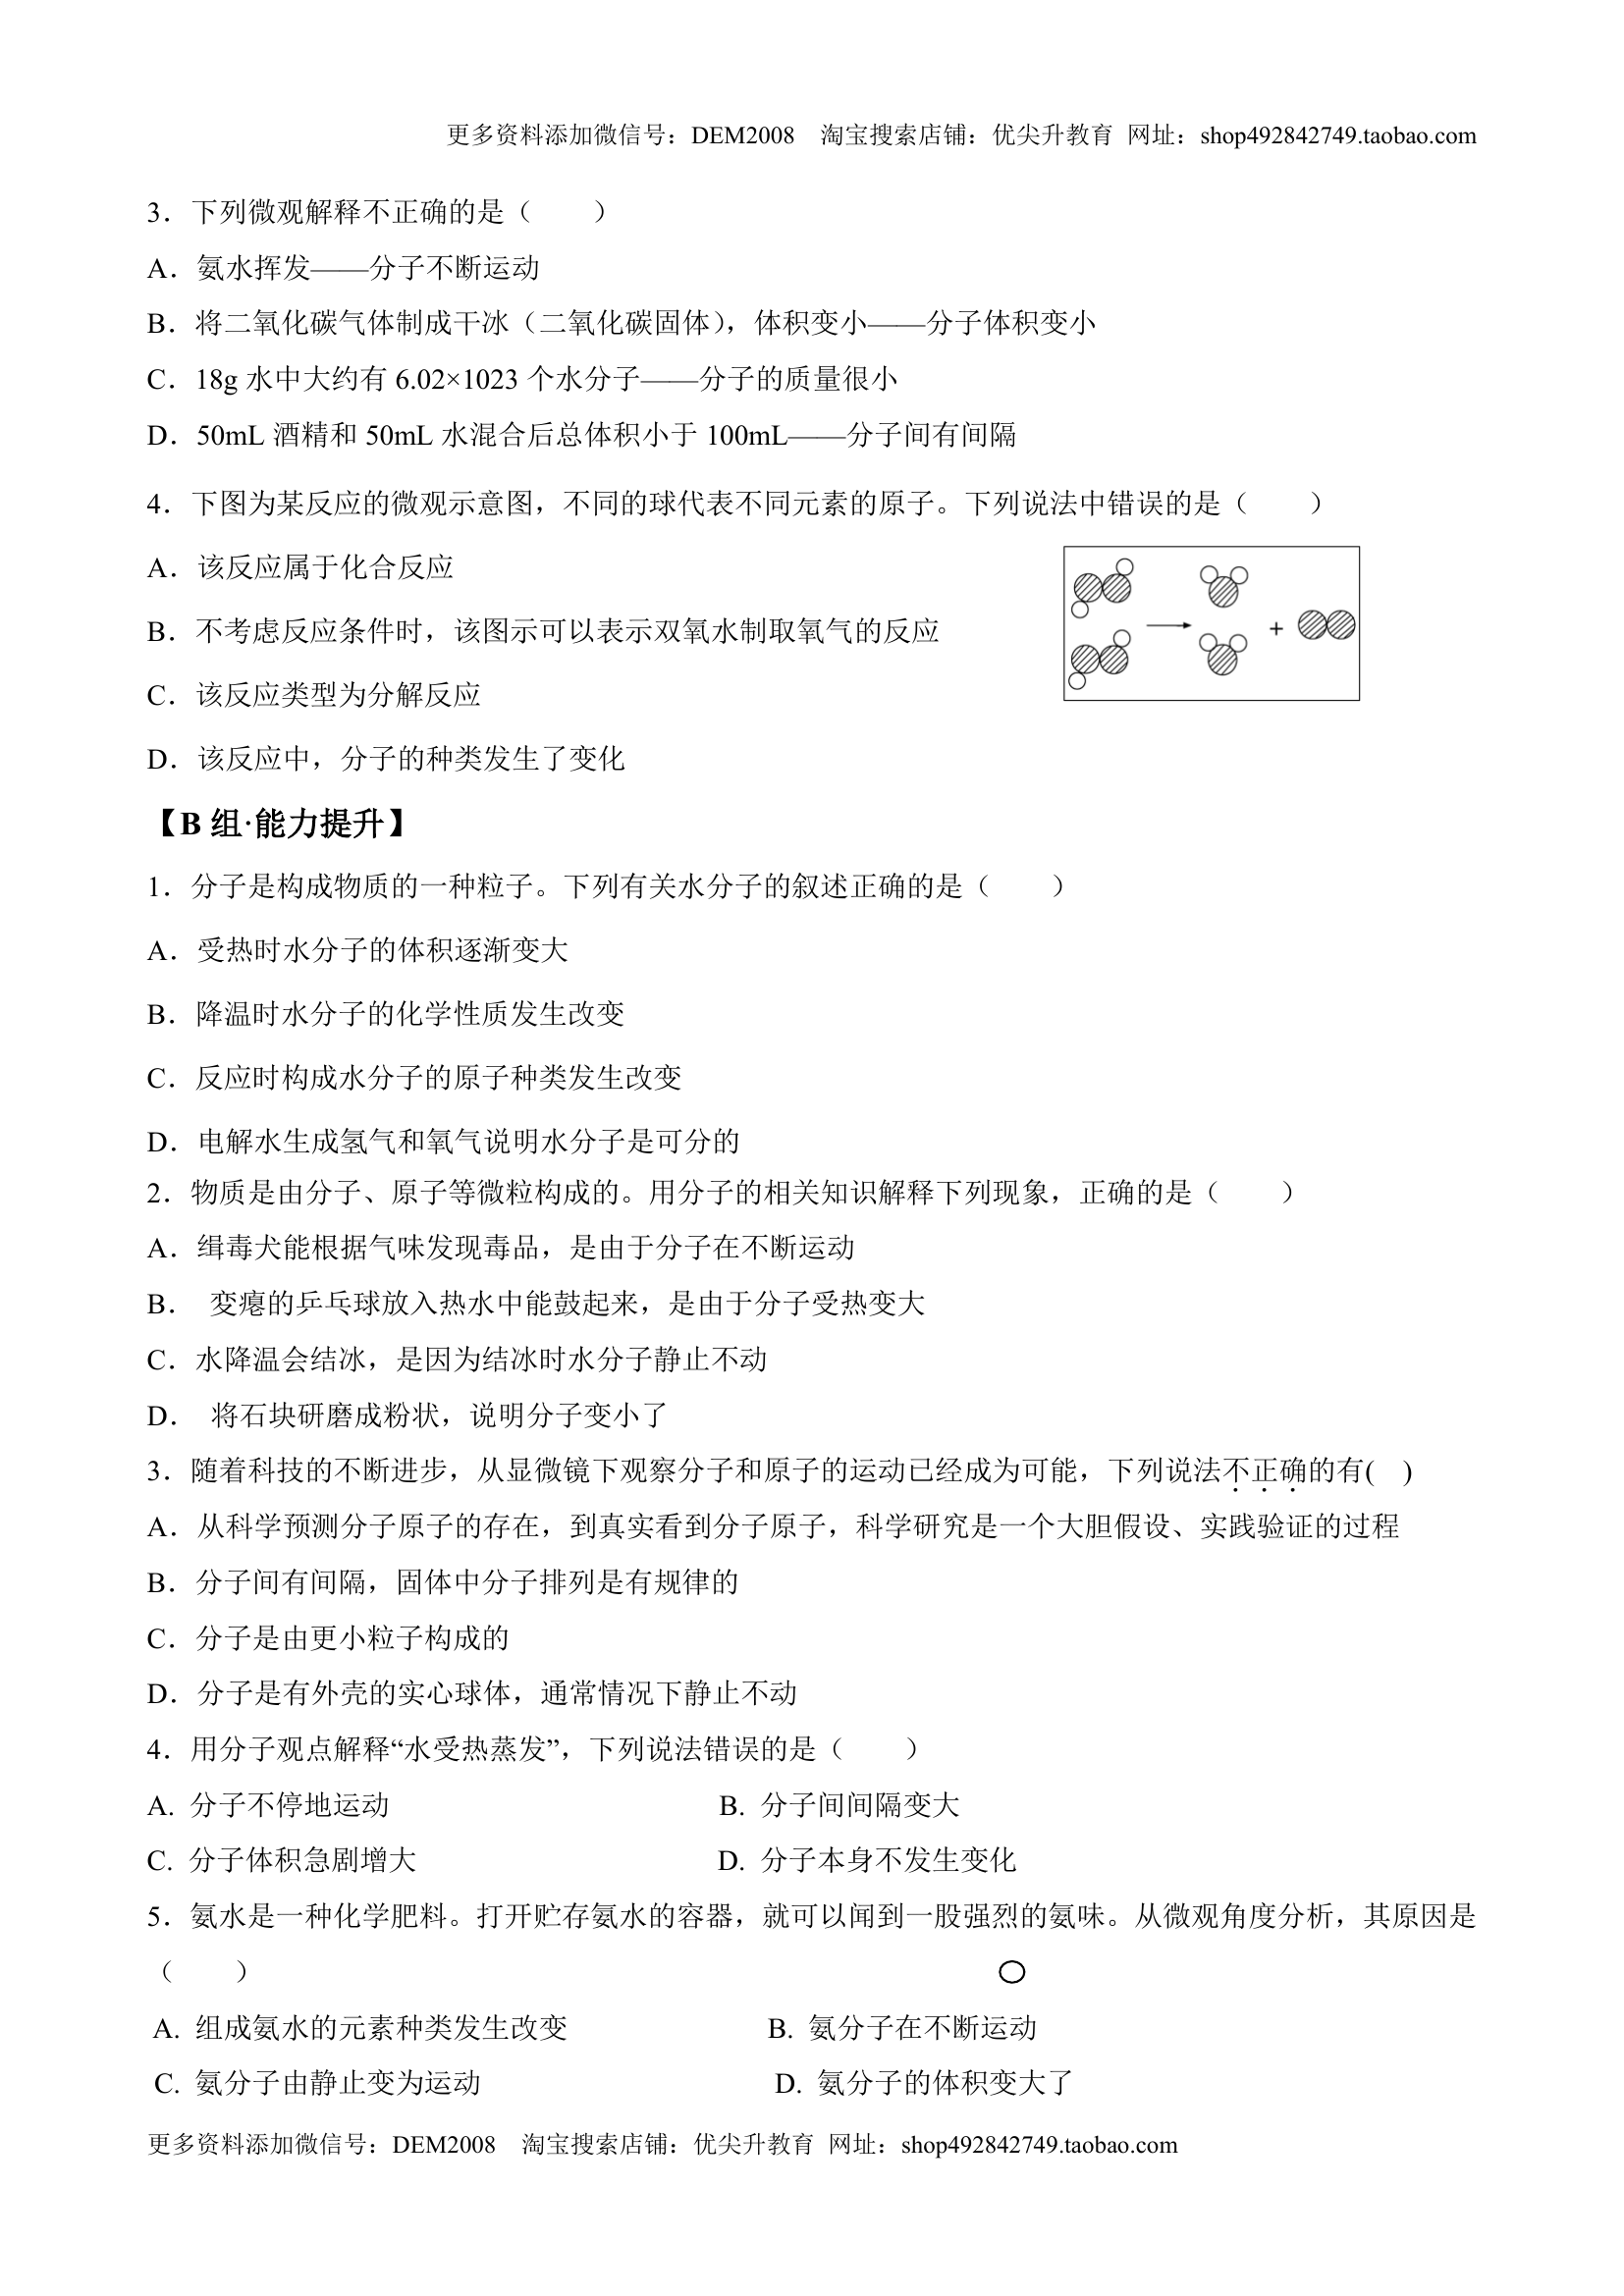 更多资料添加微信号：DEM2008    淘宝搜索店铺：优尖升教育  网址：shop492842749.taobao.com
3．下列微观解释不正确的是（　　）
A．氨水挥发——分子不断运动
B．将二氧化碳气体制成干冰（二氧化碳固体），体积变小——分子体积变小
C．18g 水中大约有 6.02×1023 个水分子——分子的质量很小
D．50mL 酒精和 50mL 水混合后总体积小于 100mL——分子间有间隔
4．下图为某反应的微观示意图，不同的球代表不同元素的原子。下列说法中错误的是（　　）
A．该反应属于化合反应
B．不考虑反应条件时，该图示可以表示双氧水制取氧气的反应
+
C．该反应类型为分解反应
D．该反应中，分子的种类发生了变化
【B 组·能力提升】
1．分子是构成物质的一种粒子。下列有关水分子的叙述正确的是（　　）
A．受热时水分子的体积逐渐变大
B．降温时水分子的化学性质发生改变
C．反应时构成水分子的原子种类发生改变
D．电解水生成氢气和氧气说明水分子是可分的
2．物质是由分子、原子等微粒构成的。用分子的相关知识解释下列现象，正确的是（　　）
A．缉毒犬能根据气味发现毒品，是由于分子在不断运动
B． 变瘪的乒乓球放入热水中能鼓起来，是由于分子受热变大
C．水降温会结冰，是因为结冰时水分子静止不动
D． 将石块研磨成粉状，说明分子变小了
3．随着科技的不断进步，从显微镜下观察分子和原子的运动已经成为可能，下列说法不正确的有(　)
A．从科学预测分子原子的存在，到真实看到分子原子，科学研究是一个大胆假设、实践验证的过程
B．分子间有间隔，固体中分子排列是有规律的
C．分子是由更小粒子构成的
D．分子是有外壳的实心球体，通常情况下静止不动
4．用分子观点解释“水受热蒸发”，下列说法错误的是（　　）
A. 分子不停地运动　　B. 分子间间隔变大
C. 分子体积急剧增大　　D. 分子本身不发生变化
5．氨水是一种化学肥料。打开贮存氨水的容器，就可以闻到一股强烈的氨味。从微观角度分析，其原因是
（　　）
A. 组成氨水的元素种类发生改变　　B. 氨分子在不断运动
C. 氨分子由静止变为运动　　D. 氨分子的体积变大了
更多资料添加微信号：DEM2008    淘宝搜索店铺：优尖升教育  网址：shop492842749.taobao.com